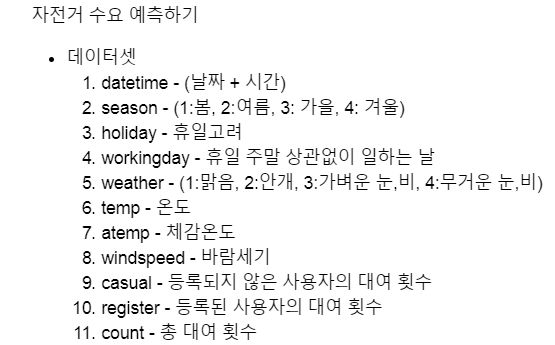 자전거 수요 예측하기
• 데이터셋
1. datetime - (날짜 + 시간)
2. season - (1:봄, 2:여름, 3: 가을, 4: 겨울)
3. holiday - 휴일고려
4. workingday - 휴일 주말 상관없이 일하는 날
5. weather - (1:맑음, 2:안개, 3:가벼운 눈,비, 4:무거운 눈,비)
6. temp - 온도
7. atemp - 체감온도
8. windspeed - 바람세기
9. casual - 등록되지 않은 사용자의 대여 횟수
10. register - 등록된 사용자의 대여 횟수
11. count - 총 대여 횟수